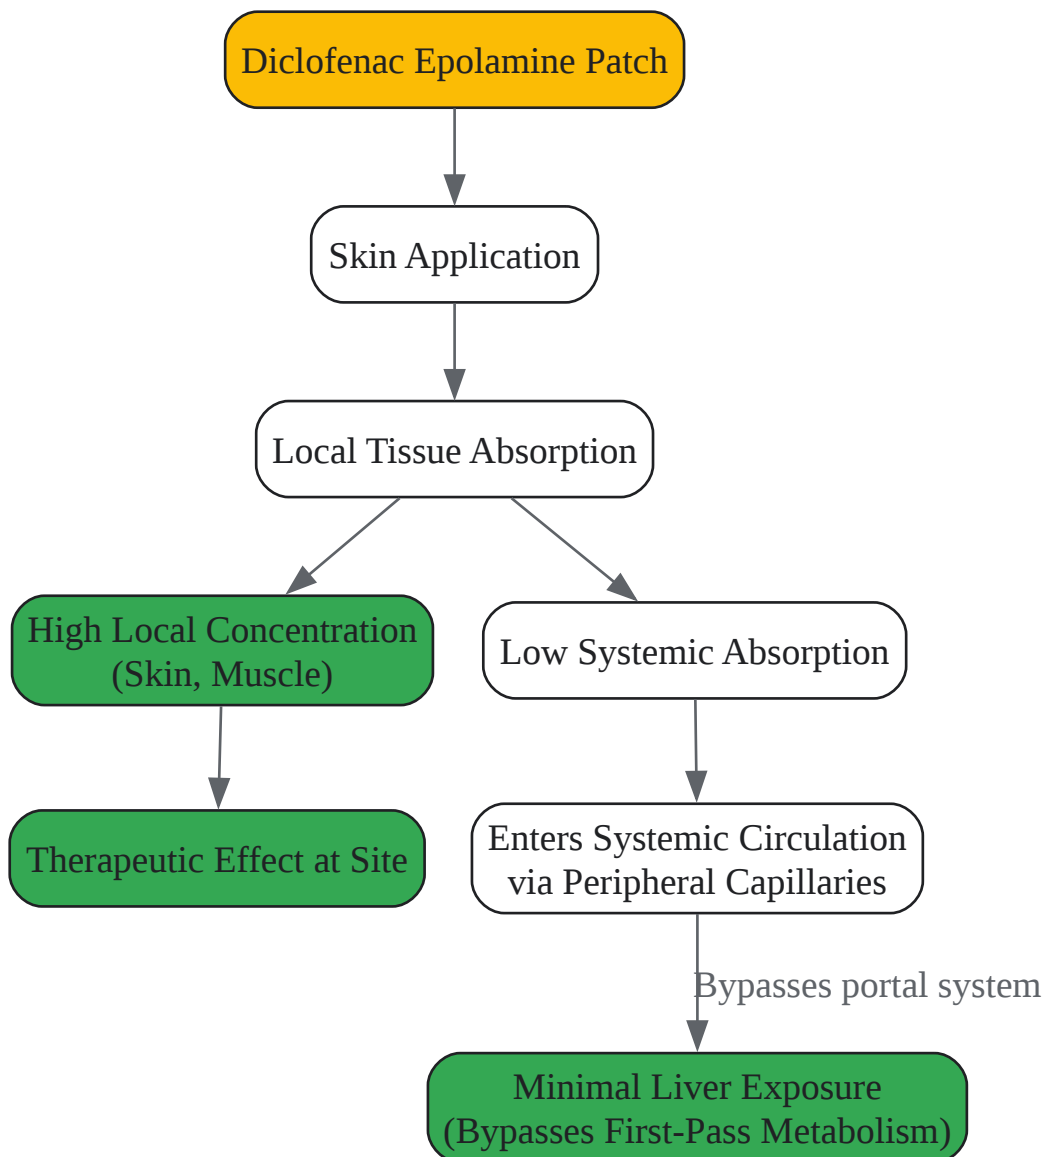 Diclofenac Epolamine Patch
Skin Application
Local Tissue Absorption
High Local Concentration
(Skin, Muscle)
Low Systemic Absorption
Therapeutic Effect at Site
Enters Systemic Circulation
via Peripheral Capillaries
Bypasses portal system
Minimal Liver Exposure
(Bypasses First-Pass Metabolism)